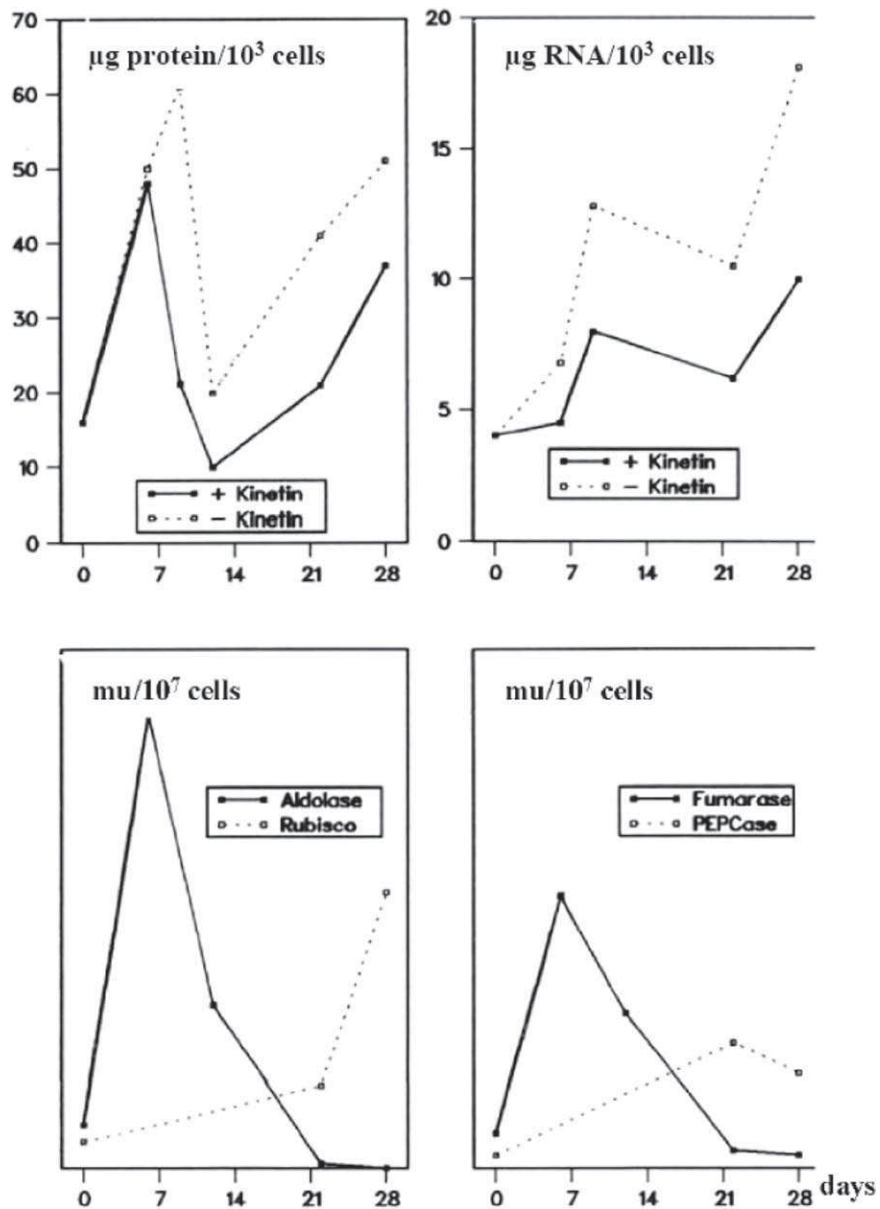 70
60
50
40
30
20
10
0
µg protein/10³ cells
+ Kinetin
− Kinetin
0 7 14 21 28
20
15
10
5
0
µg RNA/10³ cells
+ Kinetin
− Kinetin
0 7 14 21 28
mu/10⁷ cells
Aldolase
Rubisco
0 7 14 21 28
mu/10⁷ cells
Fumarase
PEPCase
0 7 14 21 28 days